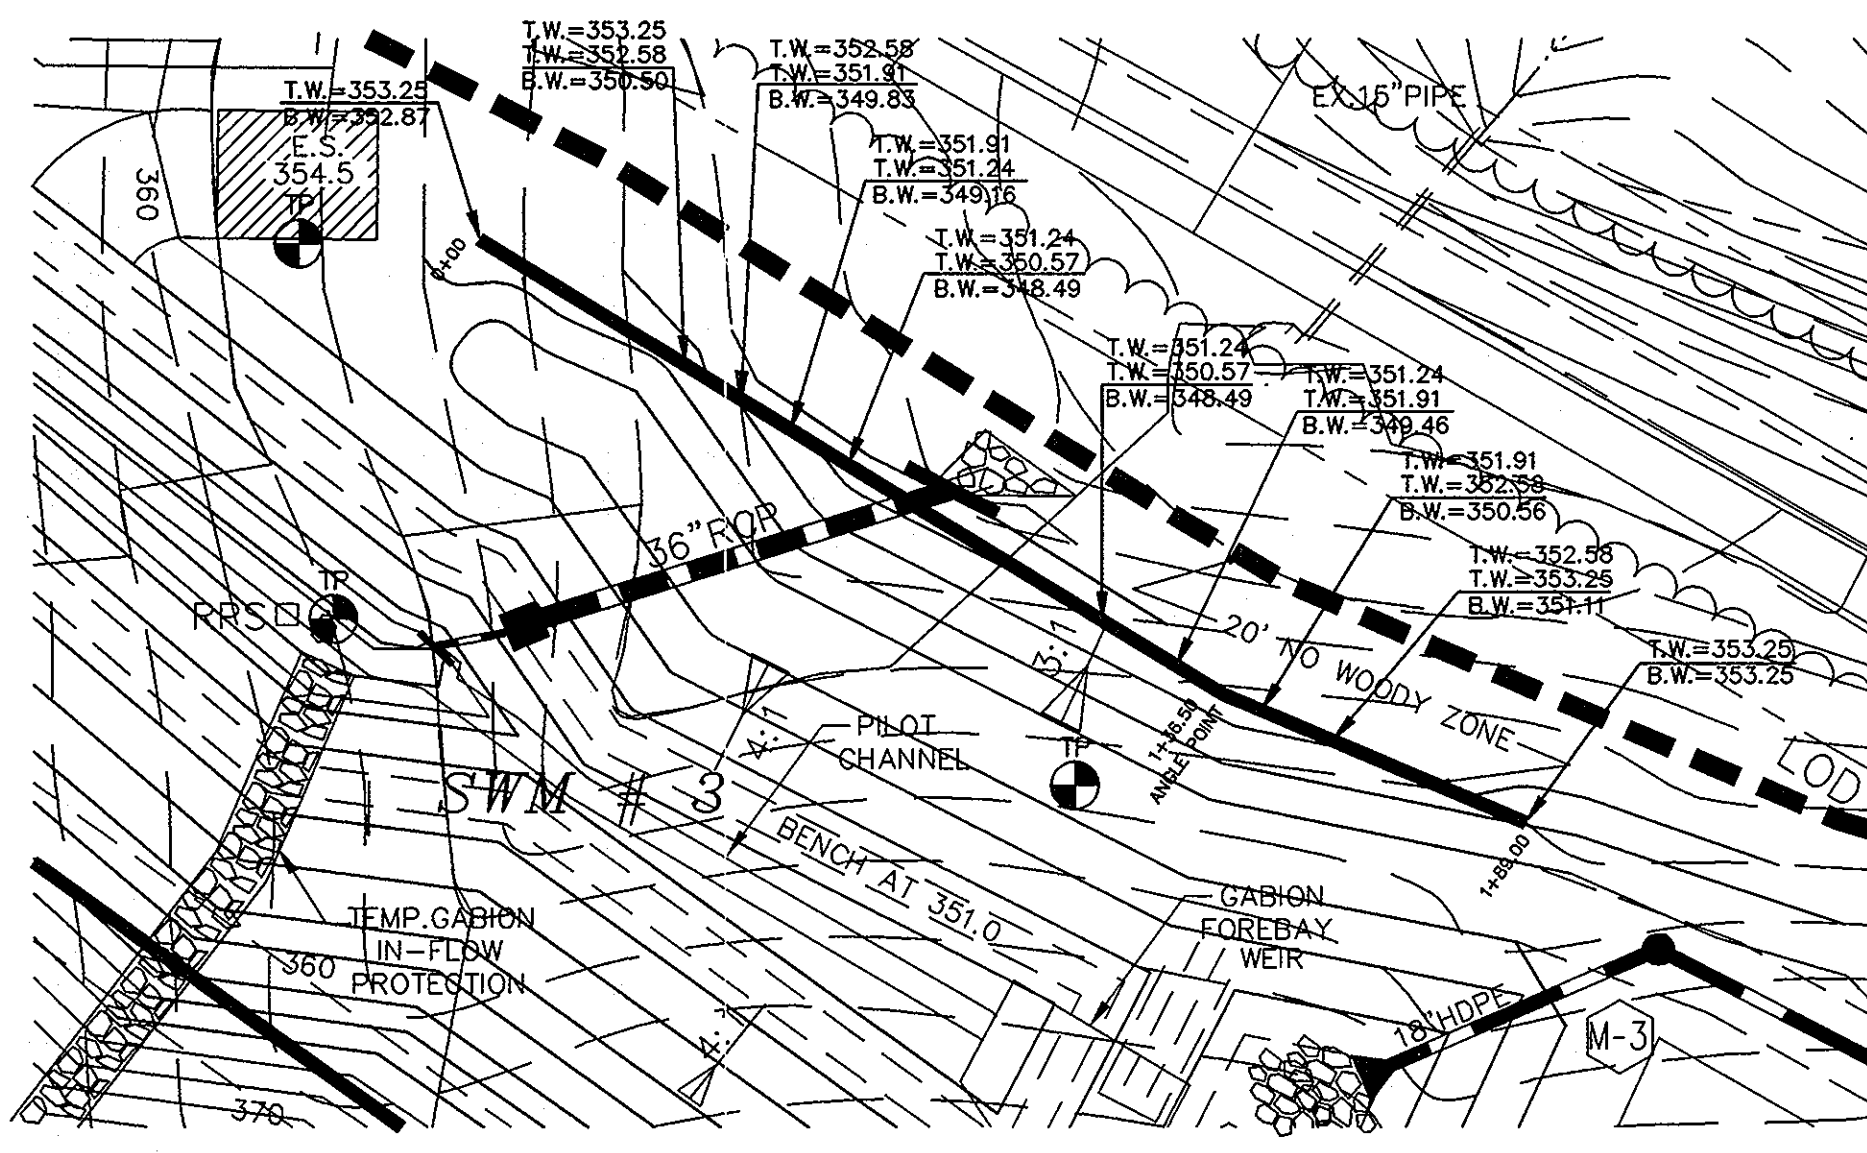 T.W.=353.25
T.W.=352.58
B.W.=350.50
T.W.=352.58
T.W.=351.91
B.W.=349.83
T.W.=353.25
B.W.=352.87
EX.15"PIPE
E.S.
354.5
TP
360
T.W.=351.91
T.W.=351.24
B.W.=349.16
T.W.=351.24
T.W.=350.57
B.W.=348.49
0+00
T.W.=351.24
T.W.=350.57
B.W.=348.49
T.W.=351.24
T.W.=351.91
B.W.=349.46
T.W.=351.91
T.W.=352.58
B.W.=350.56
36"RCP
T.W.=352.58
T.W.=353.25
B.W.=351.11
TP
RPS
3:1
20' NO WOODY ZONE
T.W.=353.25
B.W.=353.25
4:1
PILOT
CHANNEL
1+36.50
ANGLE POINT
TP
LOD
SWM # 3
BENCH AT 351.0
1+89.00
GABION
FOREBAY
WEIR
TEMP.GABION
IN-FLOW
PROTECTION
360
18"HDPE
M-3
370